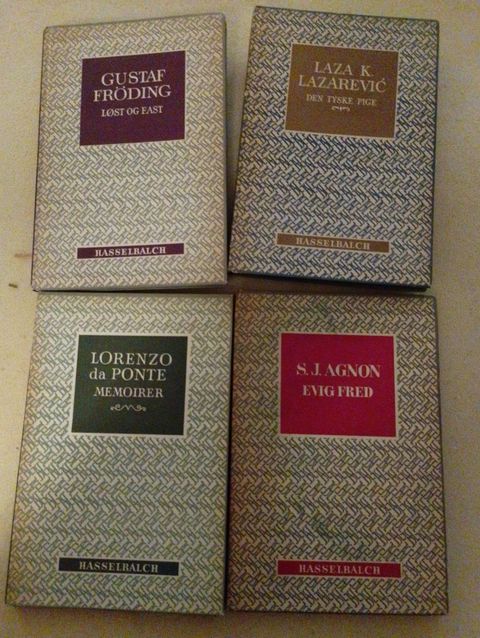 GUSTAF
FRÖDING
LØST OG FAST
HASSELBALCH
LAZA K.
LAZAREVIĆ
DEN TYSKE PIGE
HASSELBALCH
LORENZO
da PONTE
MEMOIRER
HASSELBALCH
S. J. AGNON
EVIG FRED
HASSELBALCH